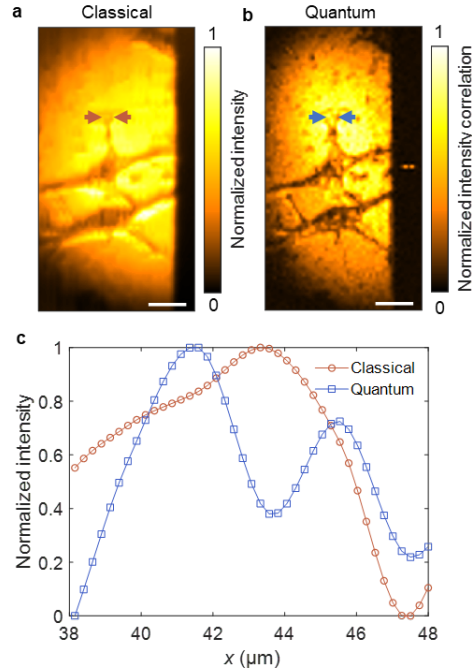 a
Classical
1
Normalized intensity
0
b
Quantum
1
Normalized intensity correlation
0
c
Classical
Quantum
Normalized intensity
1
0.8
0.6
0.4
0.2
0
38
40
42
44
46
48
x (µm)